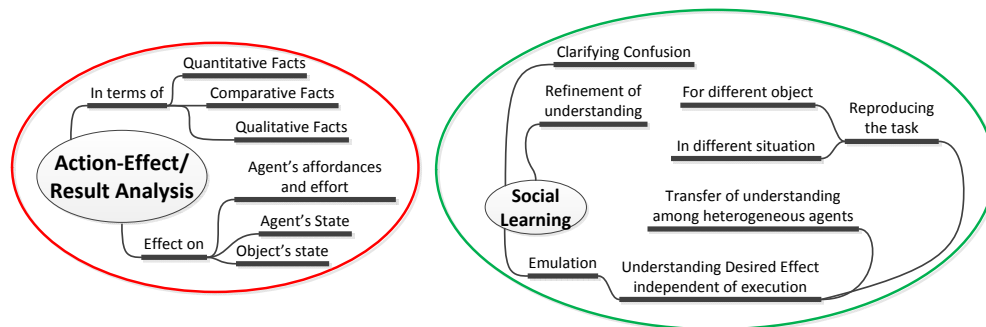 Quantitative Facts
In terms of
Comparative Facts
Qualitative Facts
Action-Effect/
Result Analysis
Agent's affordances
and effort
Agent's State
Effect on
Object's state
Clarifying Confusion
Refinement of
understanding
For different object
Reproducing
the task
In different situation
Social
Learning
Transfer of understanding
among heterogeneous agents
Emulation
Understanding Desired Effect
independent of execution